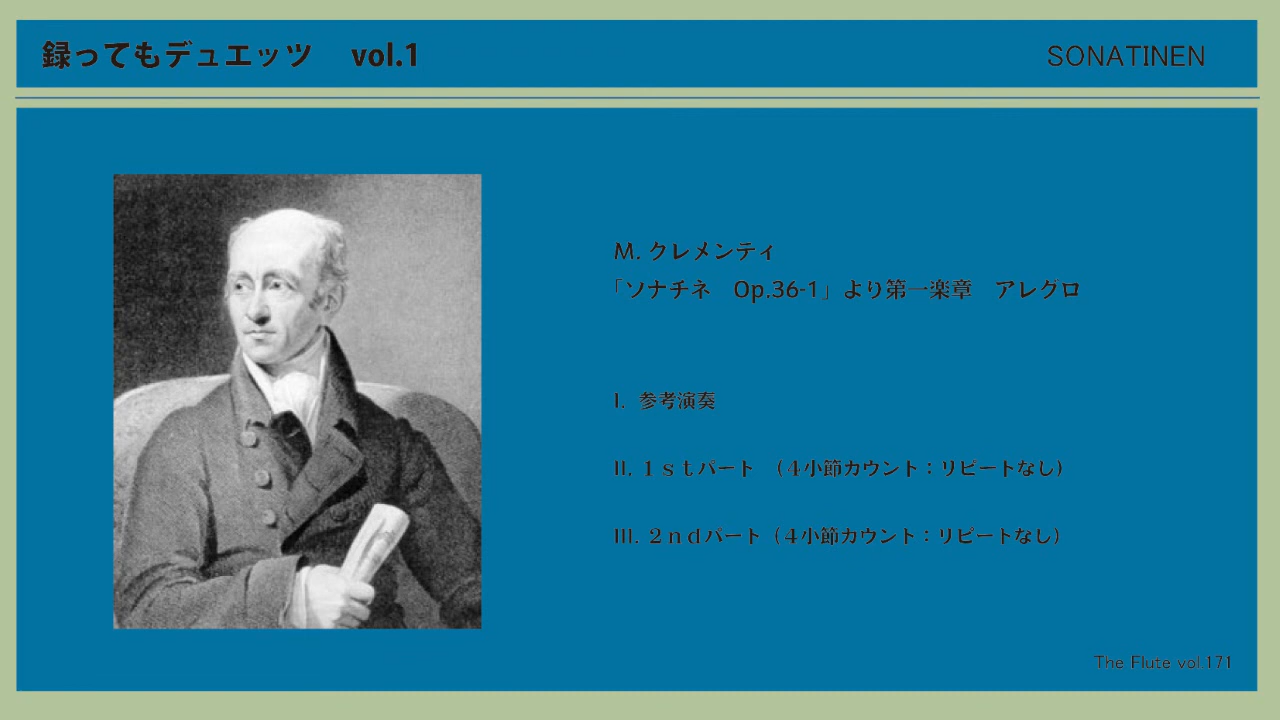 録ってもデュエッツ　vol.1
SONATINEN
M. クレメンティ
「ソナチネ　Op.36-1」より第一楽章　アレグロ
I. 参考演奏
II. １ｓｔパート　（４小節カウント：リピートなし）
III. ２ｎｄパート（４小節カウント：リピートなし）
The Flute vol 171